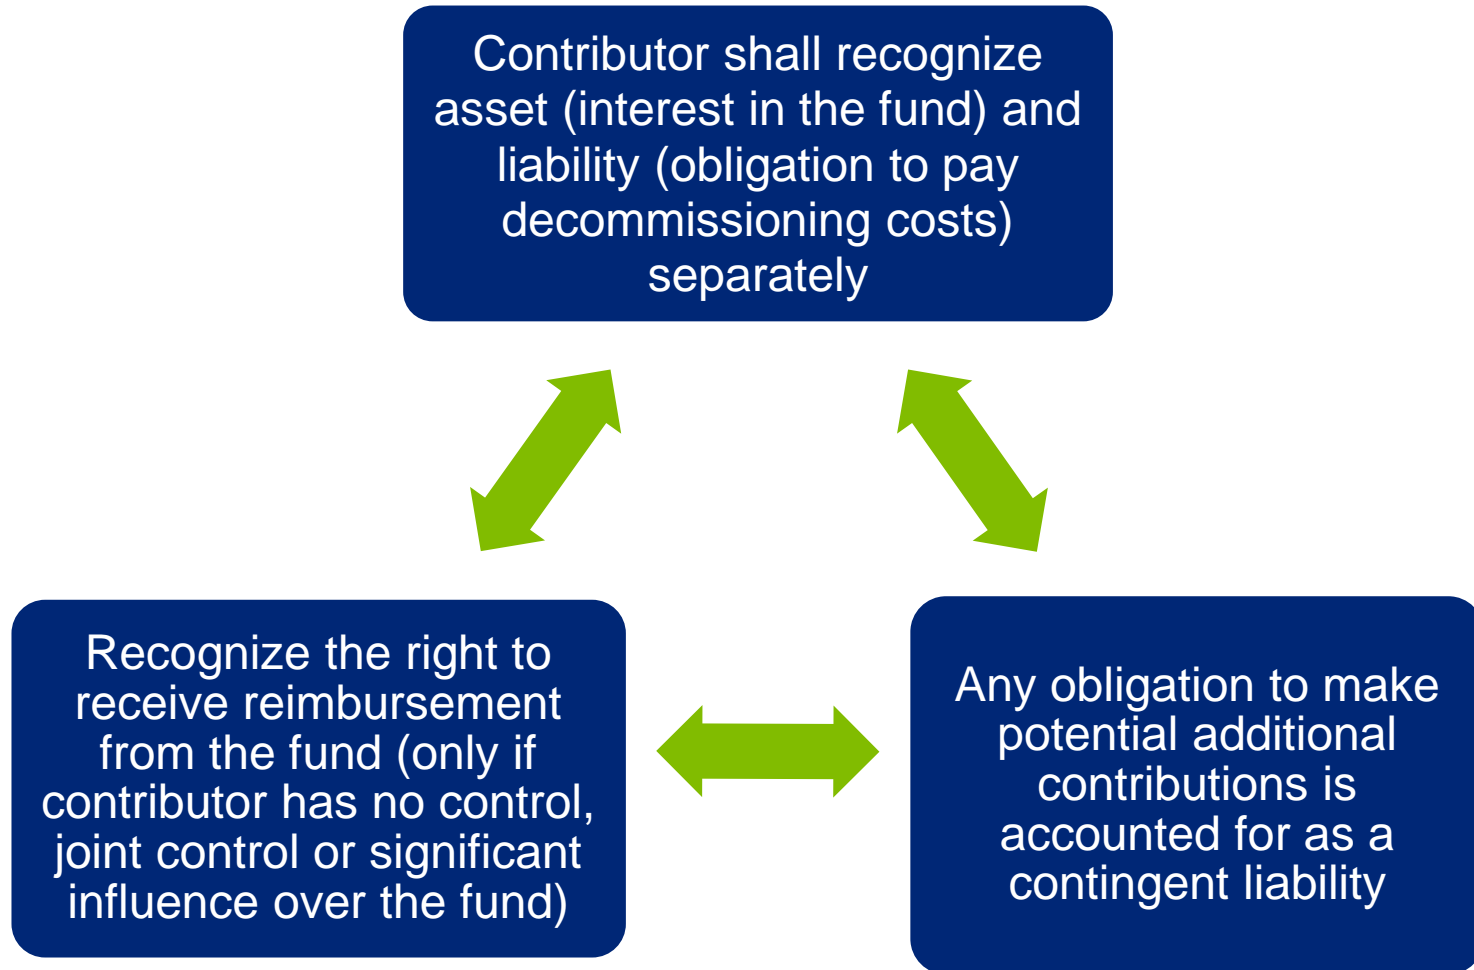 Contributor shall recognize
asset (interest in the fund) and
liability (obligation to pay
decommissioning costs)
separately
Recognize the right to
receive reimbursement
from the fund (only if
contributor has no control,
joint control or significant
influence over the fund)
Any obligation to make
potential additional
contributions is
accounted for as a
contingent liability